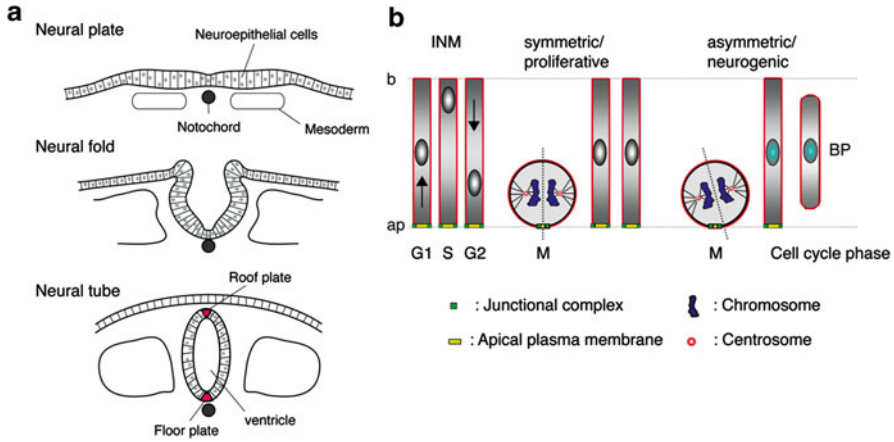 a
Neural plate
Neuroepithelial cells
Notochord
Mesoderm
Neural fold
Neural tube
Roof plate
Floor plate
ventricle
b
INM
symmetric/
proliferative
asymmetric/
neurogenic
b
BP
ap
G1 S G2 M M Cell cycle phase
: Junctional complex : Chromosome
: Apical plasma membrane : Centrosome